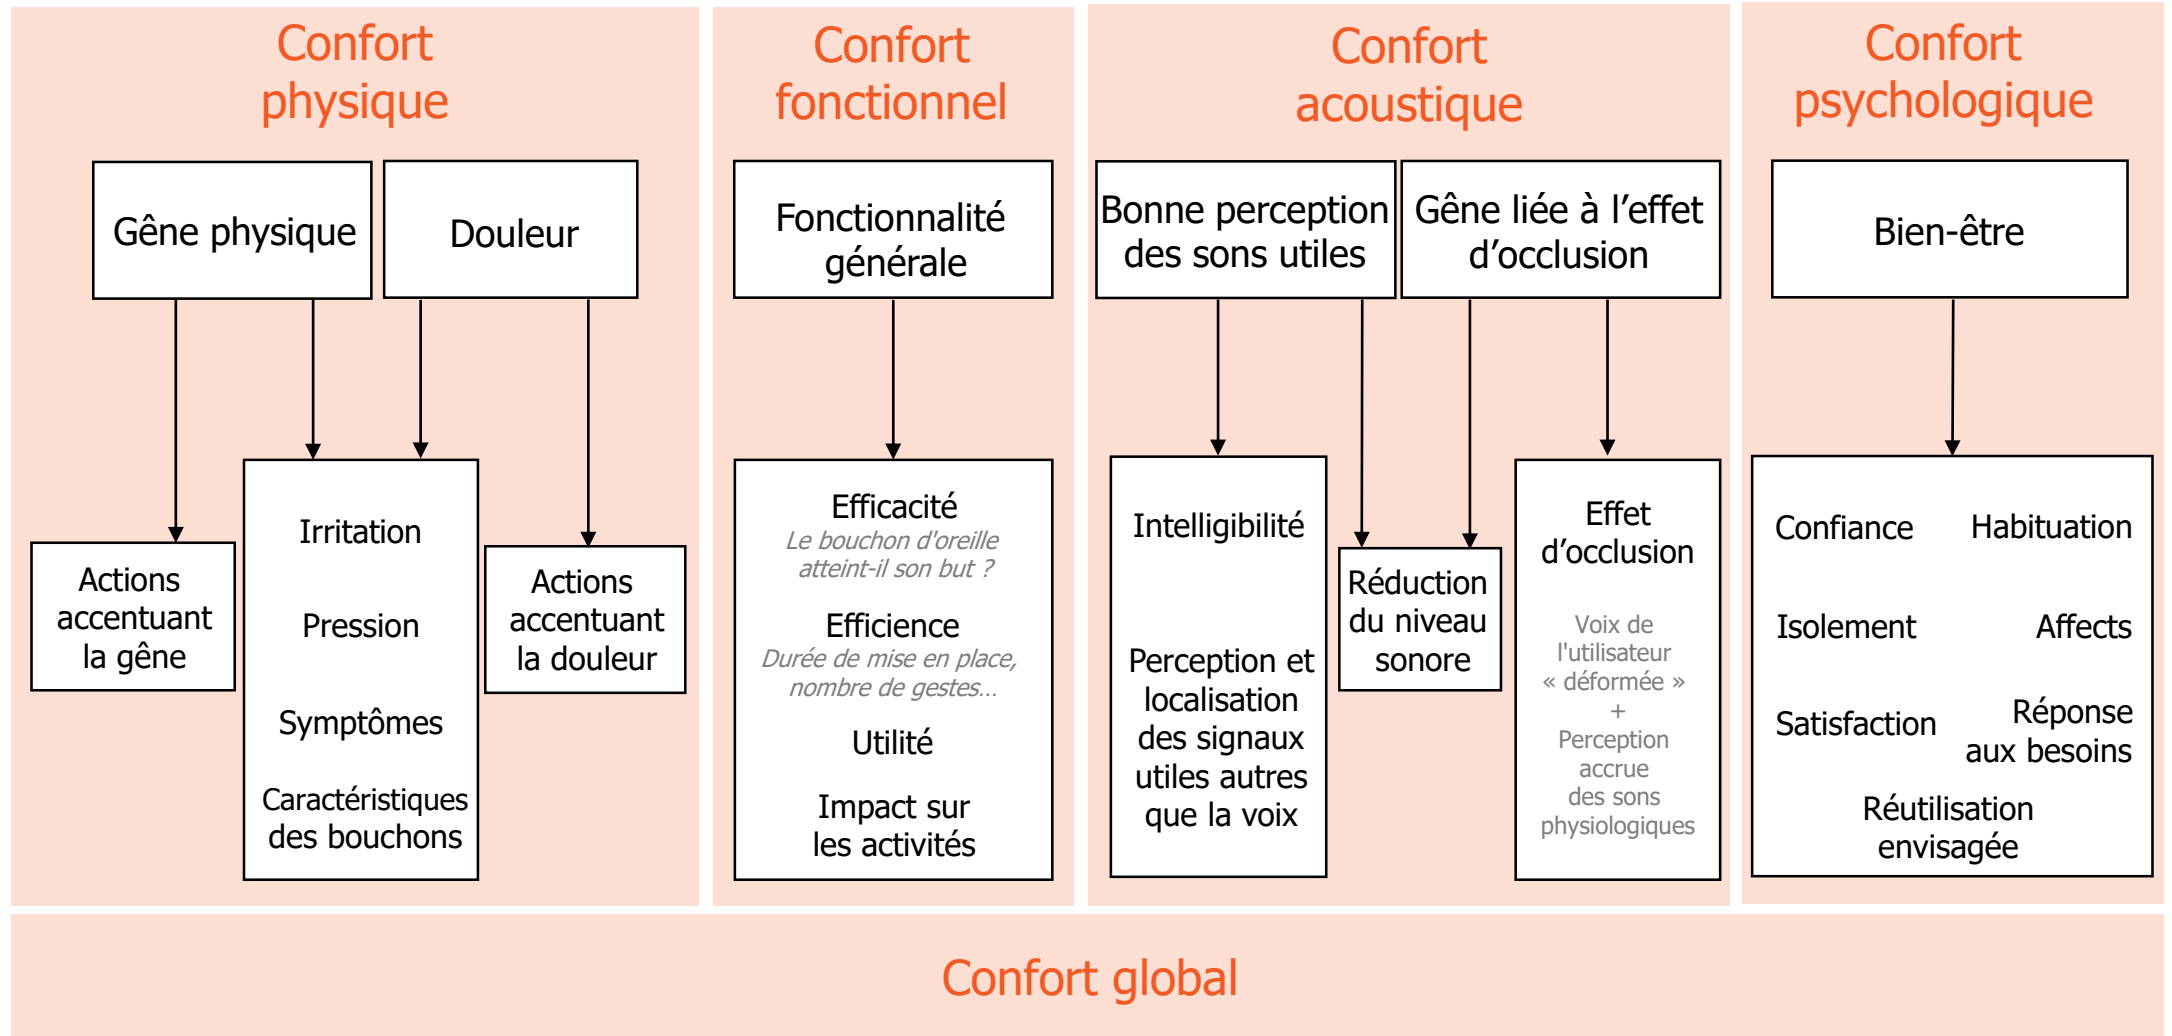 Confort
physique
Gêne physique
Douleur
Actions
accentuant
la gêne
Irritation
Pression
Symptômes
Caractéristiques
des bouchons
Actions
accentuant
la douleur
Confort
fonctionnel
Fonctionnalité
générale
Efficacité
Le bouchon d'oreille
atteint-il son but ?
Efficience
Durée de mise en place,
nombre de gestes…
Utilité
Impact sur
les activités
Confort
acoustique
Bonne perception
des sons utiles
Gêne liée à l’effet
d’occlusion
Intelligibilité
Perception et
localisation
des signaux
utiles autres
que la voix
Réduction
du niveau
sonore
Effet
d’occlusion
Voix de
l'utilisateur
« déformée »
+
Perception
accrue
des sons
physiologiques
Confort
psychologique
Bien-être
Confiance
Habituation
Isolement
Affects
Satisfaction
Réponse
aux besoins
Réutilisation
envisagée
Confort global